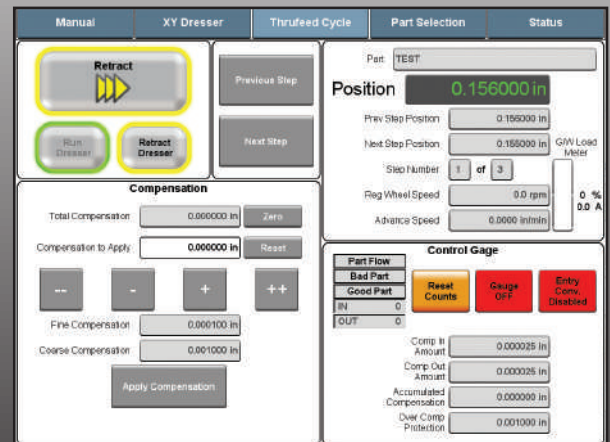 Manual XY Dresser Thrufeed Cycle Part Selection Status
Retract
Run Dresser
Retract Dresser
Previous Step
Next Step
Part TEST
Position 0.156000 in
Prev Step Position 0.156000 in
Next Step Position 0.155000 in
G/W Load Meter
Step Number 1 of 3
Reg Wheel Speed 0.0 rpm
0 %
0.0 A
Advance Speed 0.0000 in/min
Compensation
Total Compensation 0.000000 in Zero
Compensation to Apply 0.000000 in Reset
-- - + ++
Fine Compensation 0.000100 in
Coarse Compensation 0.001000 in
Apply Compensation
Control Gage
Part Flow
Bad Part
Good Part
IN 0
OUT 0
Reset Counts
Gauge OFF
Entry Conv. Disabled
Comp In Amount 0.000025 in
Comp Out Amount 0.000025 in
Accumulated Compensation 0.000000 in
Over Comp Protection 0.001000 in